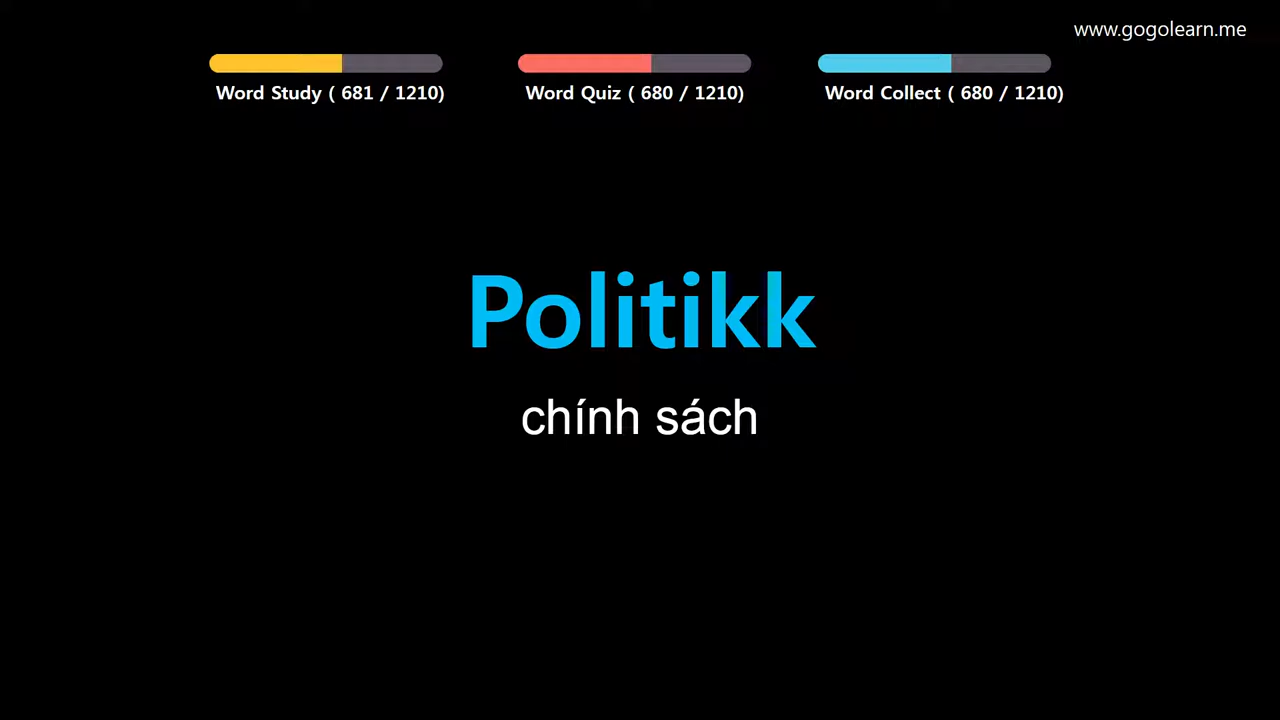 www.gogolearn.me
Word Study ( 681 / 1210)
Word Quiz ( 680 / 1210)
Word Collect ( 680 / 1210)
Politikk
chính sách